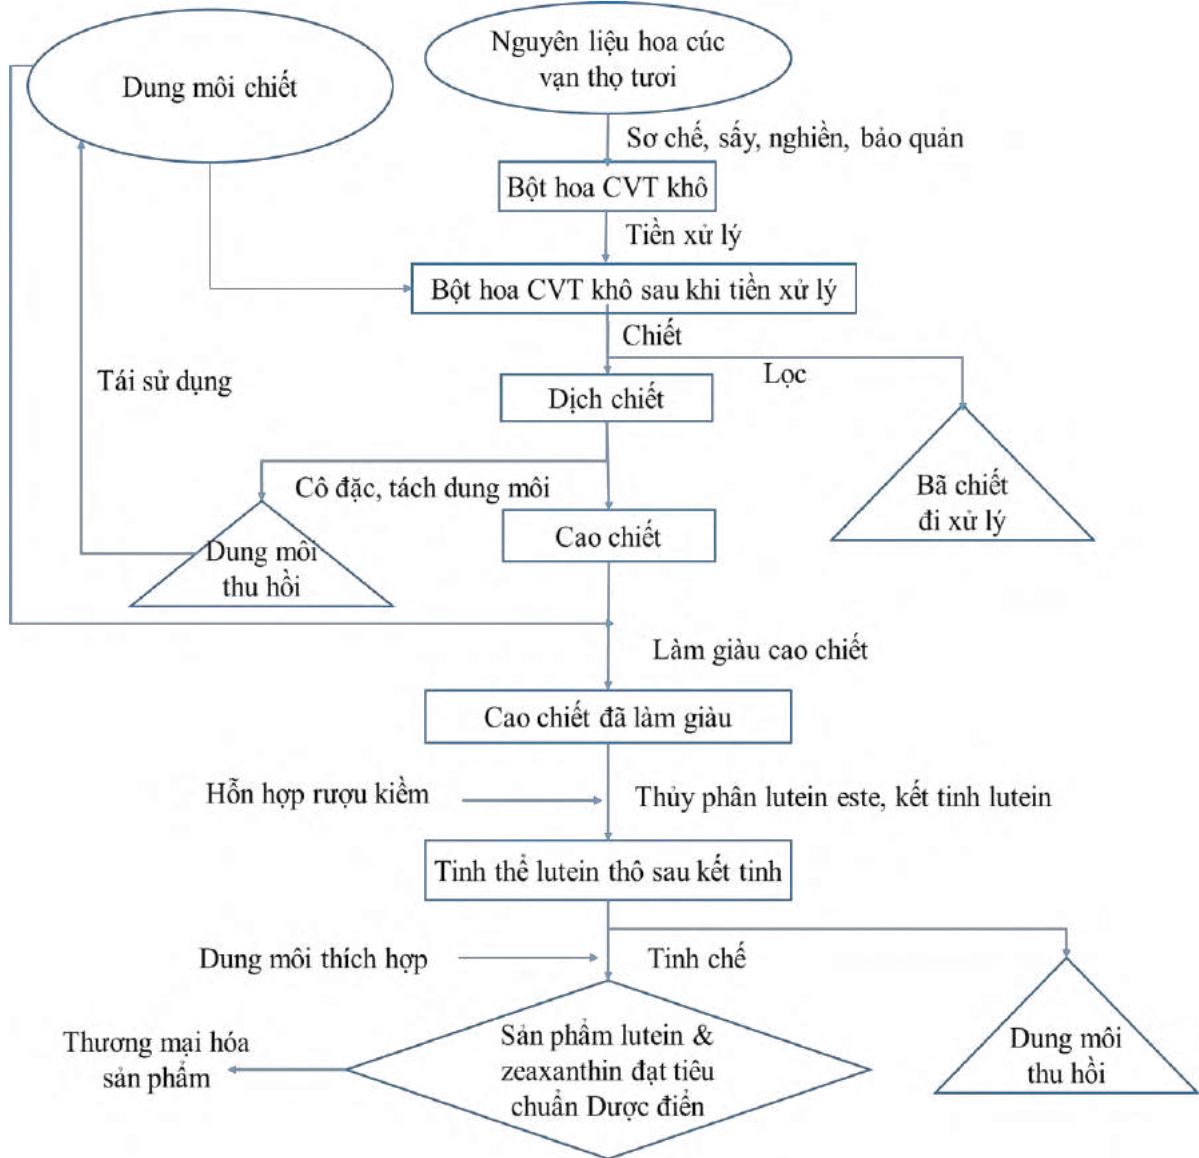 Dung môi chiết
Nguyên liệu hoa cúc
vạn thọ tươi
Sơ chế, sấy, nghiền, bảo quản
Bột hoa CVT khô
Tiền xử lý
Bột hoa CVT khô sau khi tiền xử lý
Chiết
Lọc
Tái sử dụng
Dịch chiết
Cô đặc, tách dung môi
Bã chiết
đi xử lý
Cao chiết
Dung môi
thu hồi
Làm giàu cao chiết
Cao chiết đã làm giàu
Hỗn hợp rượu kiềm
Thủy phân lutein este, kết tinh lutein
Tinh thể lutein thô sau kết tinh
Dung môi thích hợp
Tinh chế
Sản phẩm lutein &
zeaxanthin đạt tiêu
chuẩn Dược điển
Thương mại hóa
sản phẩm
Dung môi
thu hồi